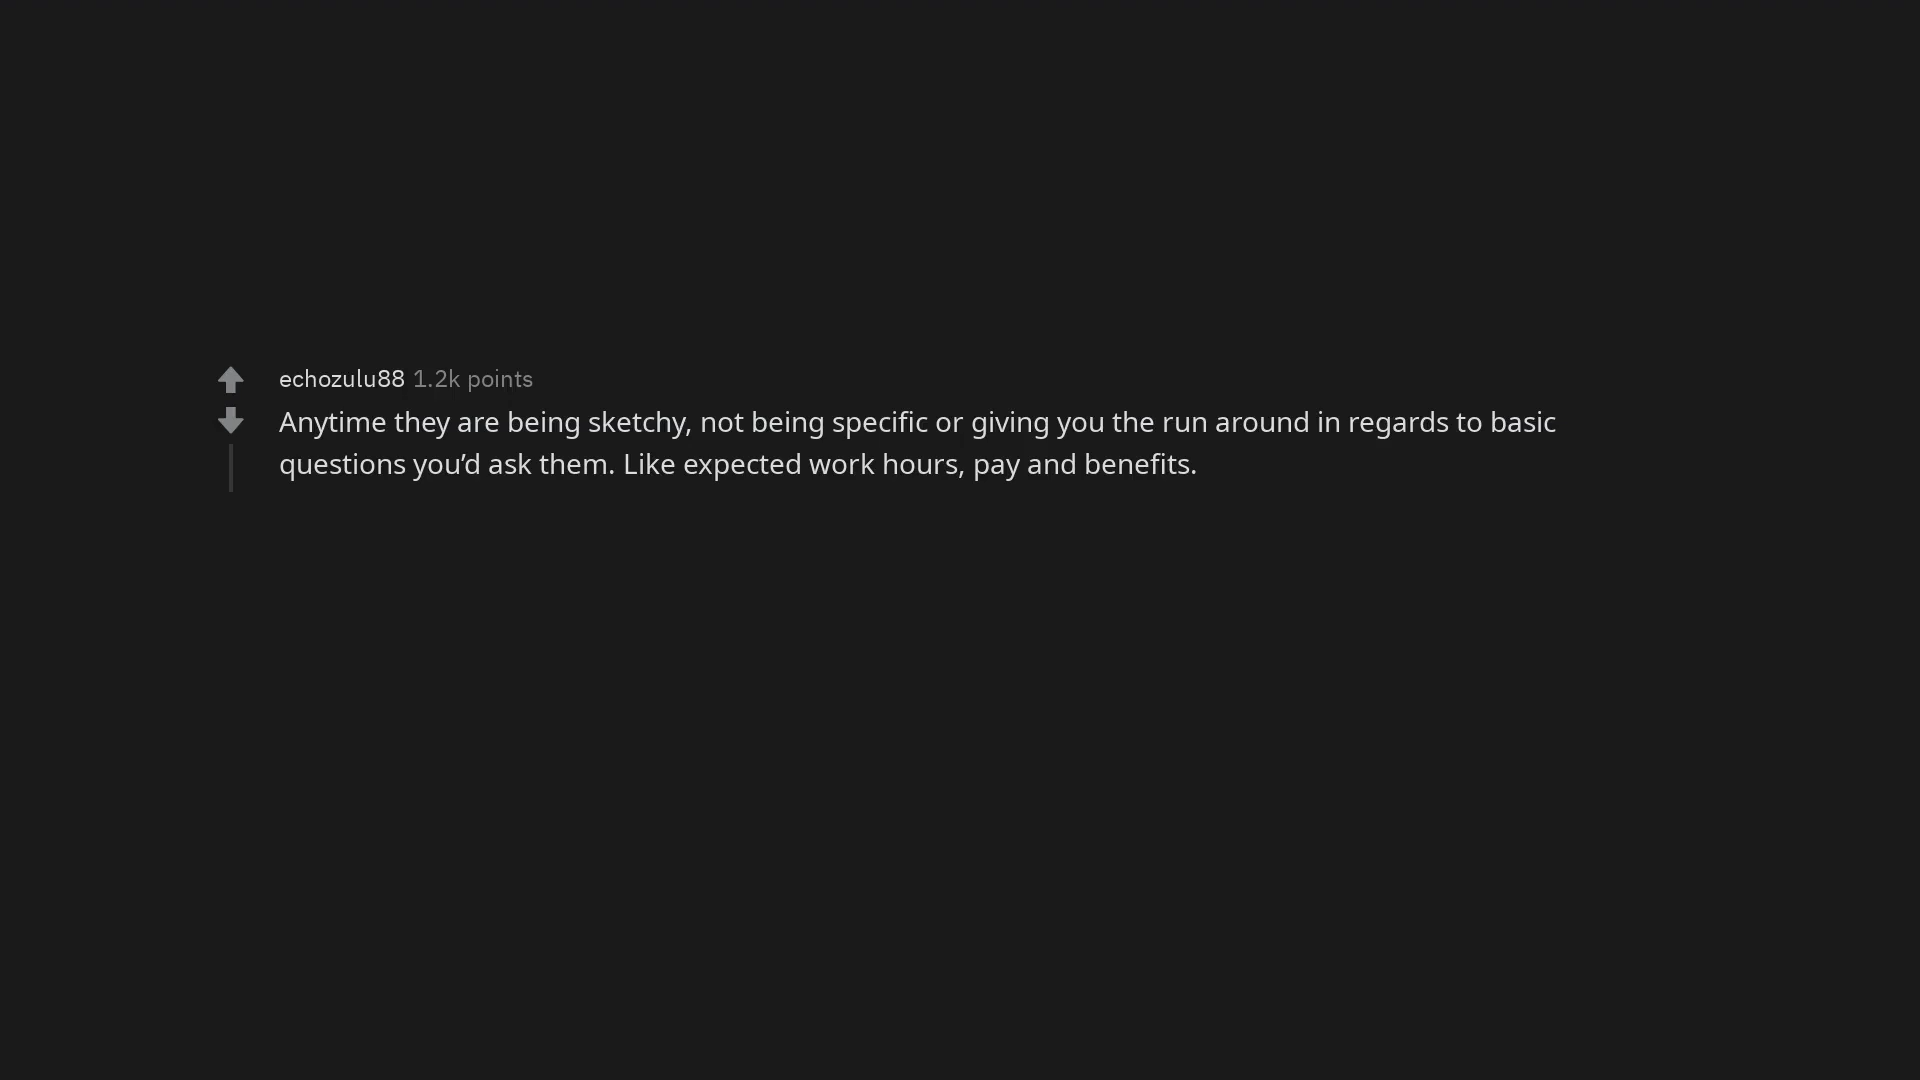 echozulu88 1.2k points
Anytime they are being sketchy, not being specific or giving you the run around in regards to basic
questions you’d ask them. Like expected work hours, pay and benefits.